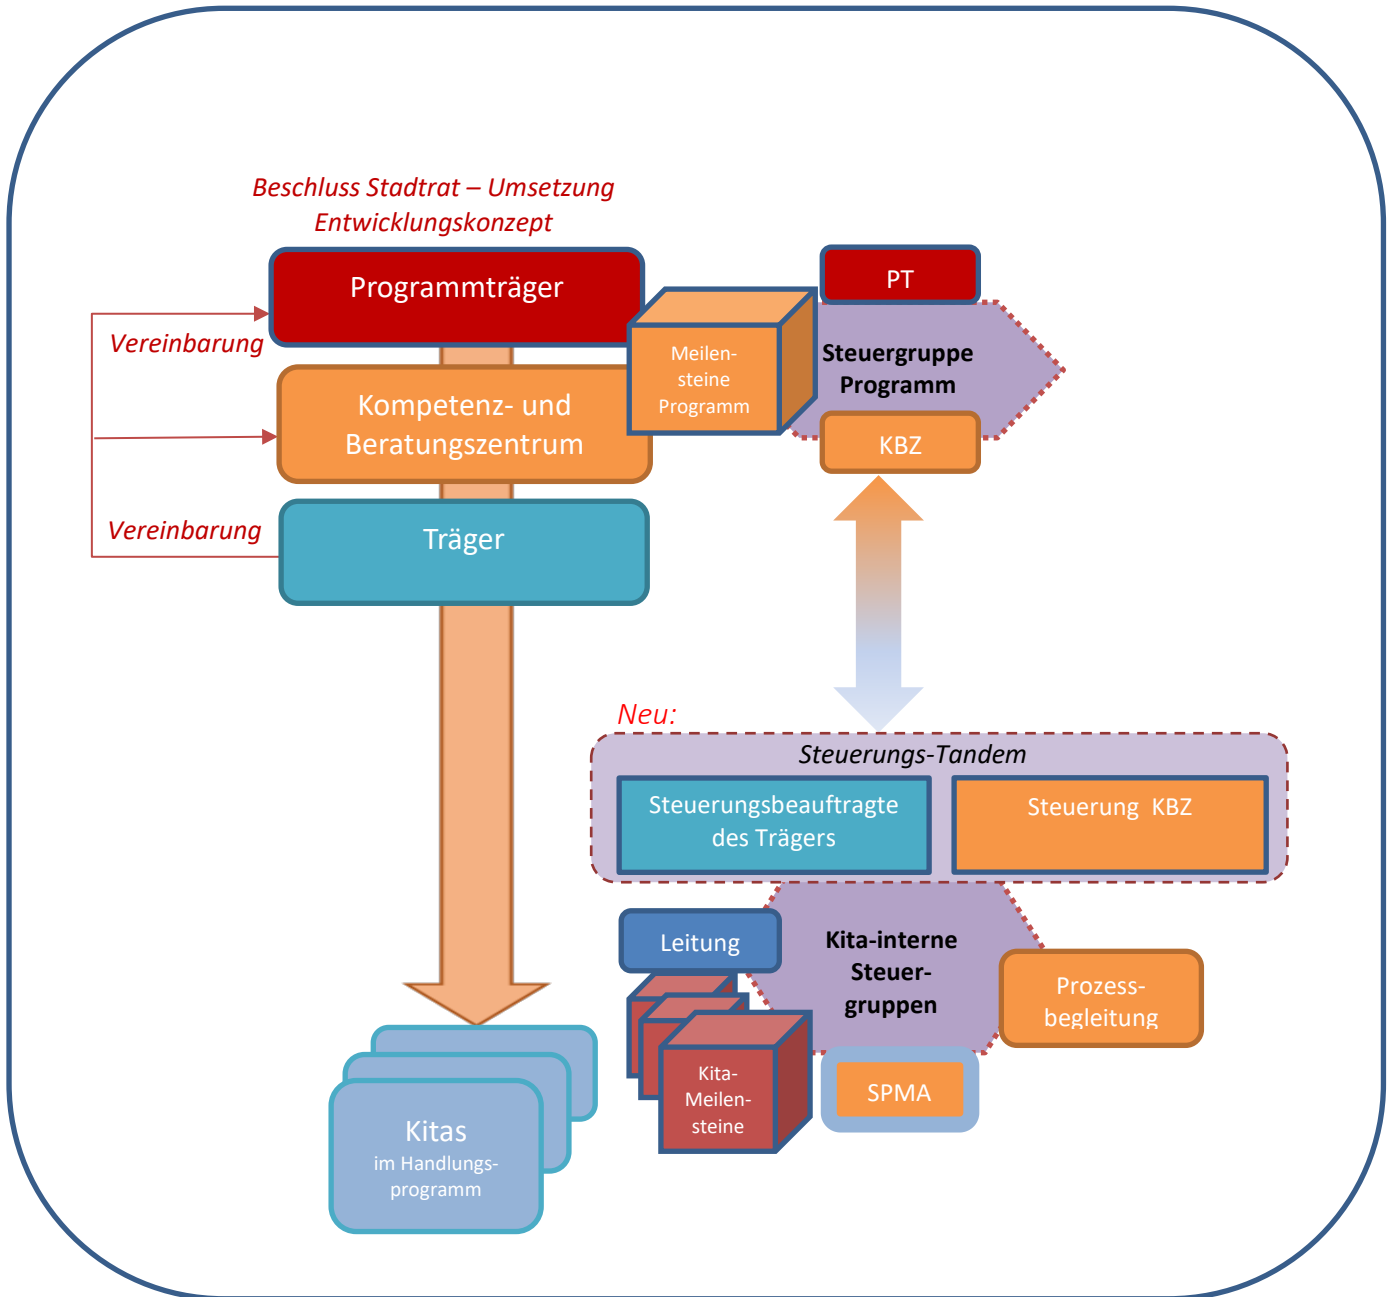 Beschluss Stadtrat – Umsetzung
Entwicklungskonzept
Programmträger
Vereinbarung
Kompetenz- und
Beratungszentrum
Vereinbarung
Träger
Meilen-
steine
Programm
PT
Steuergruppe
Programm
KBZ
Neu:
Steuerungs-Tandem
Steuerungsbeauftragte
des Trägers
Steuerung KBZ
Leitung
Kita-interne
Steuer-
gruppen
Prozess-
begleitung
Kita-
Meilen-
steine
SPMA
Kitas
im Handlungs-
programm